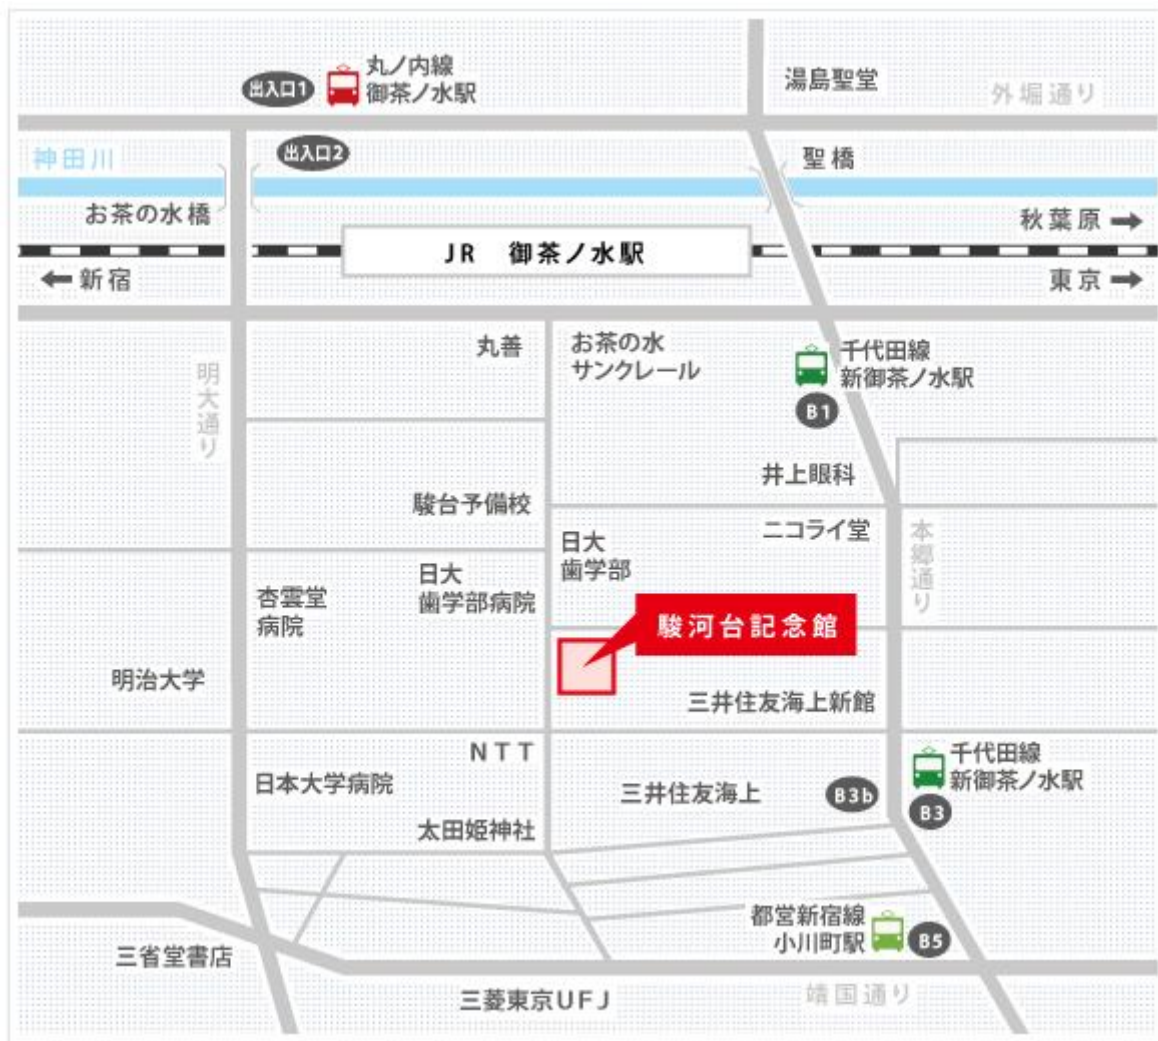 丸ノ内線
出入口1
御茶ノ水駅
湯島聖堂
外堀通り
神田川
出入口2
聖橋
お茶の水橋
秋葉原
JR 御茶ノ水駅
新宿
東京
丸善
お茶の水
サンクレール
千代田線
新御茶ノ水駅
B1
明大通り
井上眼科
駿台予備校
ニコライ堂
本郷通り
日大
歯学部
日大
歯学部病院
杏雲堂
病院
駿河台記念館
明治大学
三井住友海上新館
NTT
千代田線
新御茶ノ水駅
日本大学病院
三井住友海上
B3b
B3
太田姫神社
都営新宿線
小川町駅
B5
三省堂書店
三菱東京UFJ
靖国通り